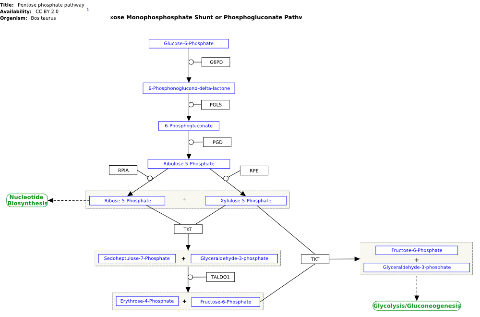 Title: Pentose phosphate pathway
Availability: CC BY 2.0
Organism: Bos taurus
xose Monophosphosphate Shunt or Phosphogluconate Pathw
Glucose-6-Phosphate
G6PD
6-Phosphonoglucono-delta-lactone
PGLS
6-Phosphogluconate
PGD
Ribulose-5-Phosphate
RPIA
RPE
Nucleotide
Biosynthesis
Ribose-5-Phosphate + Xylulose-5-Phosphate
TKT
Sedoheptulose-7-Phosphate + Glyceraldehyde-3-phosphate
TKT
Fructose-6-Phosphate
+
Glyceraldehyde-3-phosphate
TALDO1
Erythrose-4-Phosphate + Fructose-6-Phosphate
Glycolysis/Gluconeogenesis